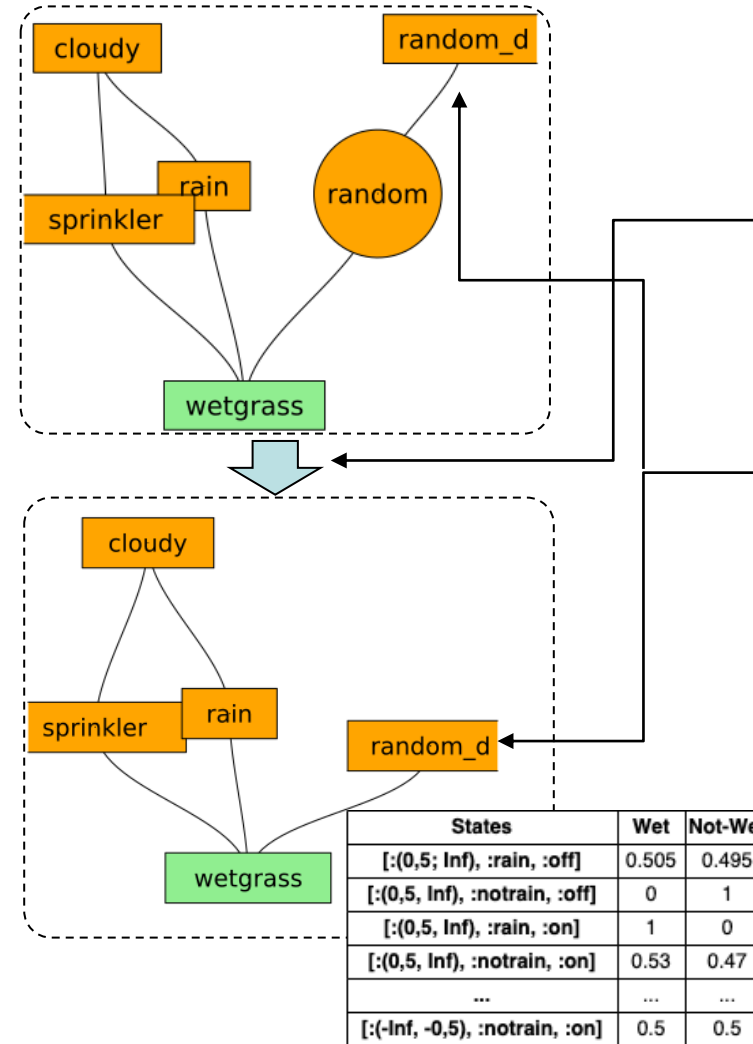 cloudy
random_d
rain
random
sprinkler
wetgrass
cloudy
sprinkler
rain
random_d
wetgrass
States Wet Not-We
[:(0,5; Inf), :rain, :off] 0.505 0.495
[:(0,5, Inf), :notrain, :off] 0 1
[:(0,5, Inf), :rain, :on] 1 0
[:(0,5, Inf), :notrain, :on] 0.53 0.47
... ... ...
[:(-Inf, -0,5), :notrain, :on] 0.5 0.5